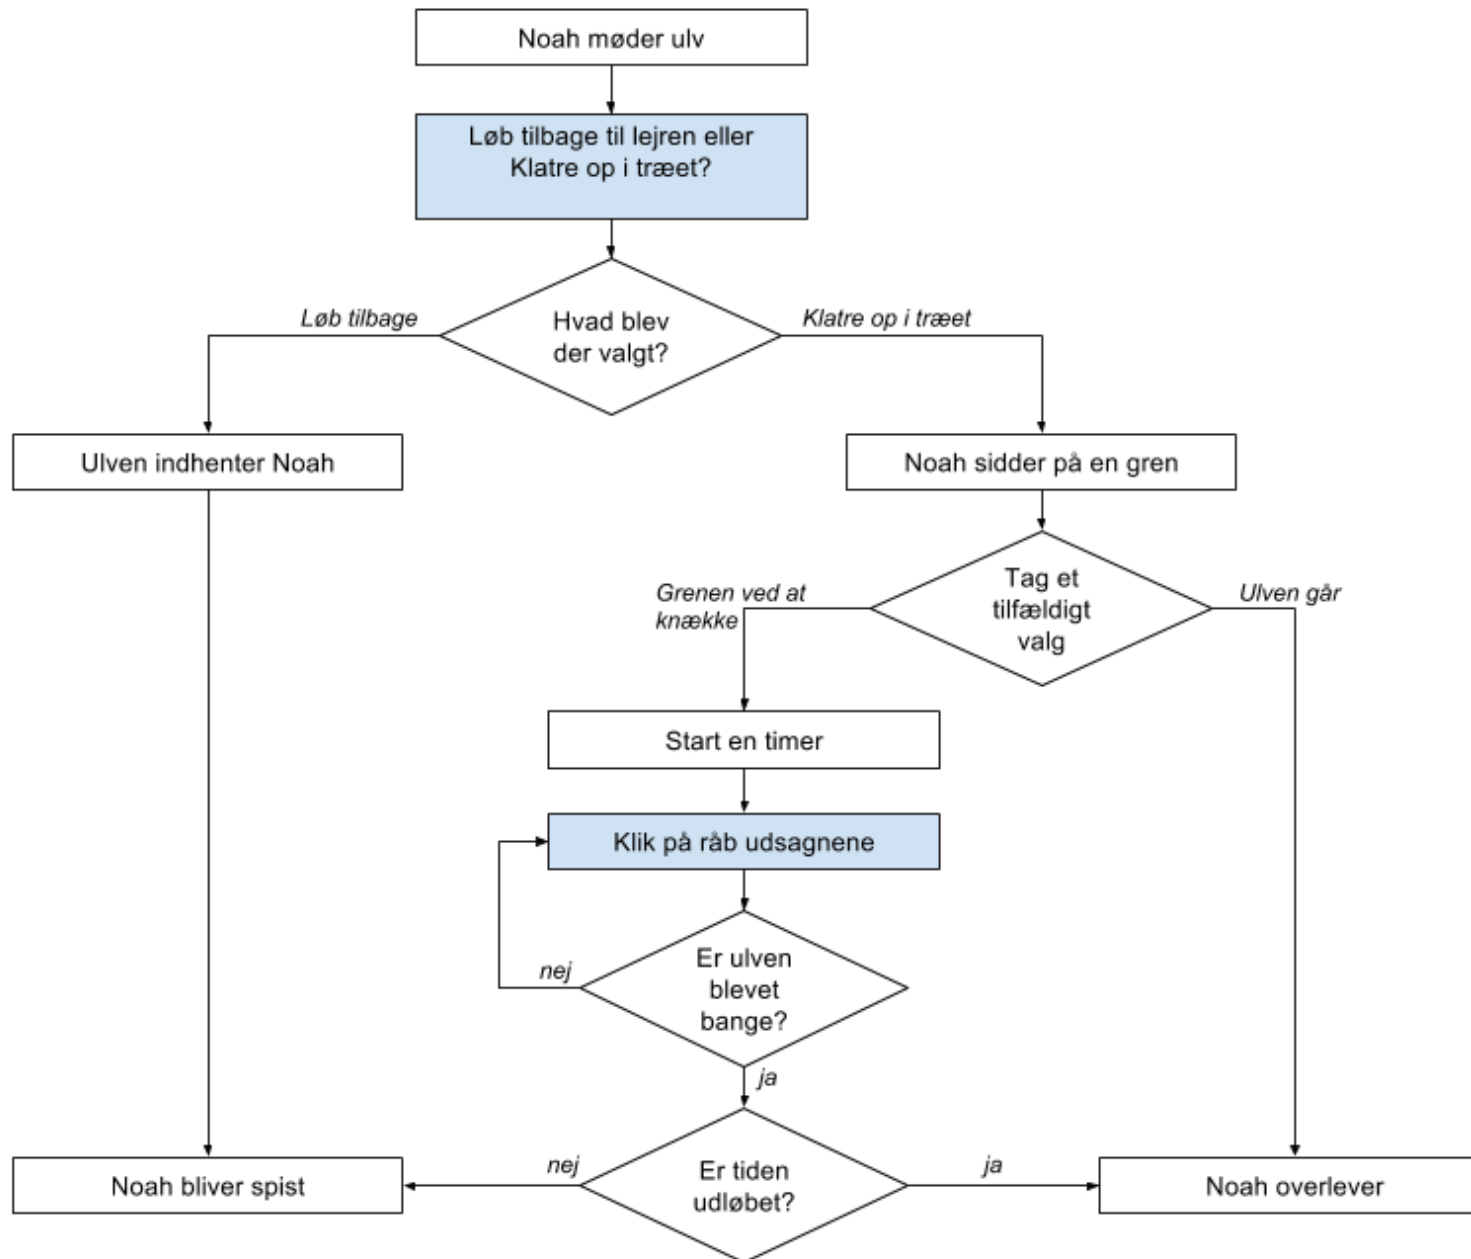 Noah møder ulv
Løb tilbage til lejren eller
Klatre op i træet?
Løb tilbage
Hvad blev
der valgt?
Klatre op i træet
Ulven indhenter Noah
Noah sidder på en gren
Grenen ved at
knække
Tag et
tilfældigt
valg
Ulven går
Start en timer
Klik på råb udsagnene
nej
Er ulven
blevet
bange?
ja
Noah bliver spist
nej
Er tiden
udløbet?
ja
Noah overlever